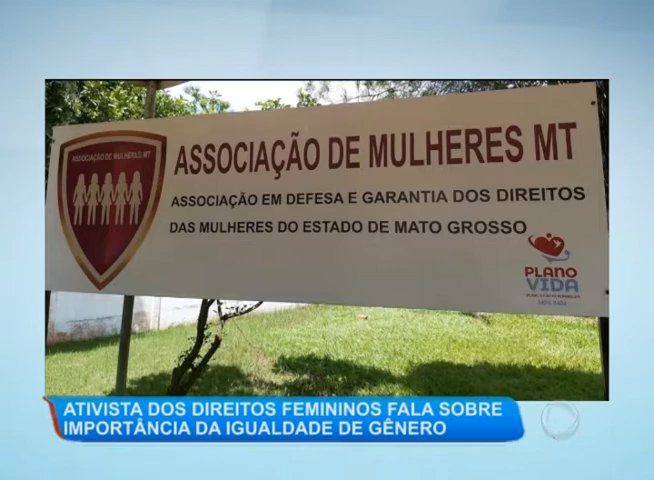 ASSOCIAÇÃO DE MULHERES MT
ASSOCIAÇÃO DE MULHERES MT
ASSOCIAÇÃO EM DEFESA E GARANTIA DOS DIREITOS
DAS MULHERES DO ESTADO DE MATO GROSSO
PLANO
VIDA
ATIVISTA DOS DIREITOS FEMININOS FALA SOBRE
IMPORTÂNCIA DA IGUALDADE DE GÊNERO